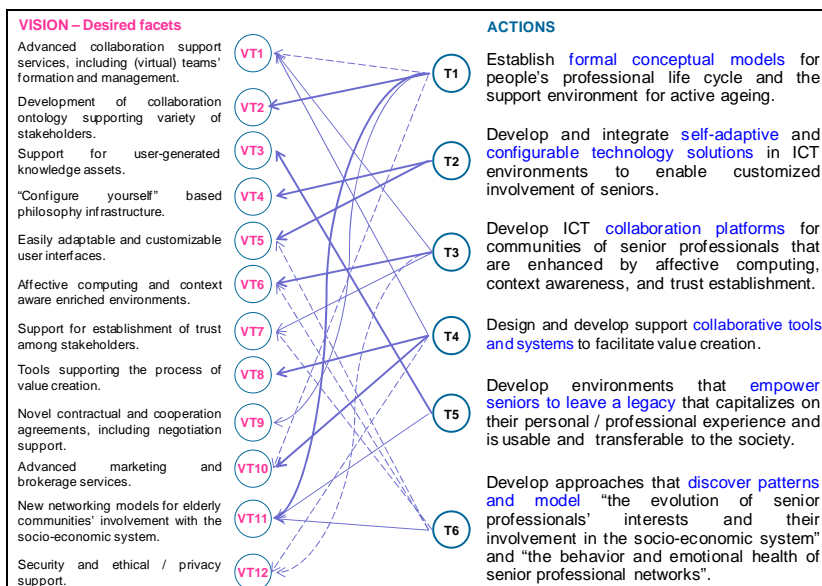 VISION – Desired facets
Advanced collaboration support
services, including (virtual) teams'
formation and management.
Development of collaboration
ontology supporting variety of
stakeholders.
Support for user-generated
knowledge assets.
“Configure yourself” based
philosophy infrastructure.
Easily adaptable and customizable
user interfaces.
Affective computing and context
aware enriched environments.
Support for establishment of trust
among stakeholders.
Tools supporting the process of
value creation.
Novel contractual and cooperation
agreements, including negotiation
support.
Advanced marketing and
brokerage services.
New networking models for elderly
communities' involvement with the
socio-economic system.
Security and ethical / privacy
support.
VT1
VT2
VT3
VT4
VT5
VT6
VT7
VT8
VT9
VT10
VT11
VT12
T1
T2
T3
T4
T5
T6
ACTIONS
Establish formal conceptual models for
people's professional life cycle and the
support environment for active ageing.
Develop and integrate self-adaptive and
configurable technology solutions in ICT
environments to enable customized
involvement of seniors.
Develop ICT collaboration platforms for
communities of senior professionals that
are enhanced by affective computing,
context awareness, and trust establishment.
Design and develop support collaborative tools
and systems to facilitate value creation.
Develop environments that empower
seniors to leave a legacy that capitalizes on
their personal / professional experience and
is usable and transferable to the society.
Develop approaches that discover patterns
and model “the evolution of senior
professionals' interests and their
involvement in the socio-economic system”
and “the behavior and emotional health of
senior professional networks”.